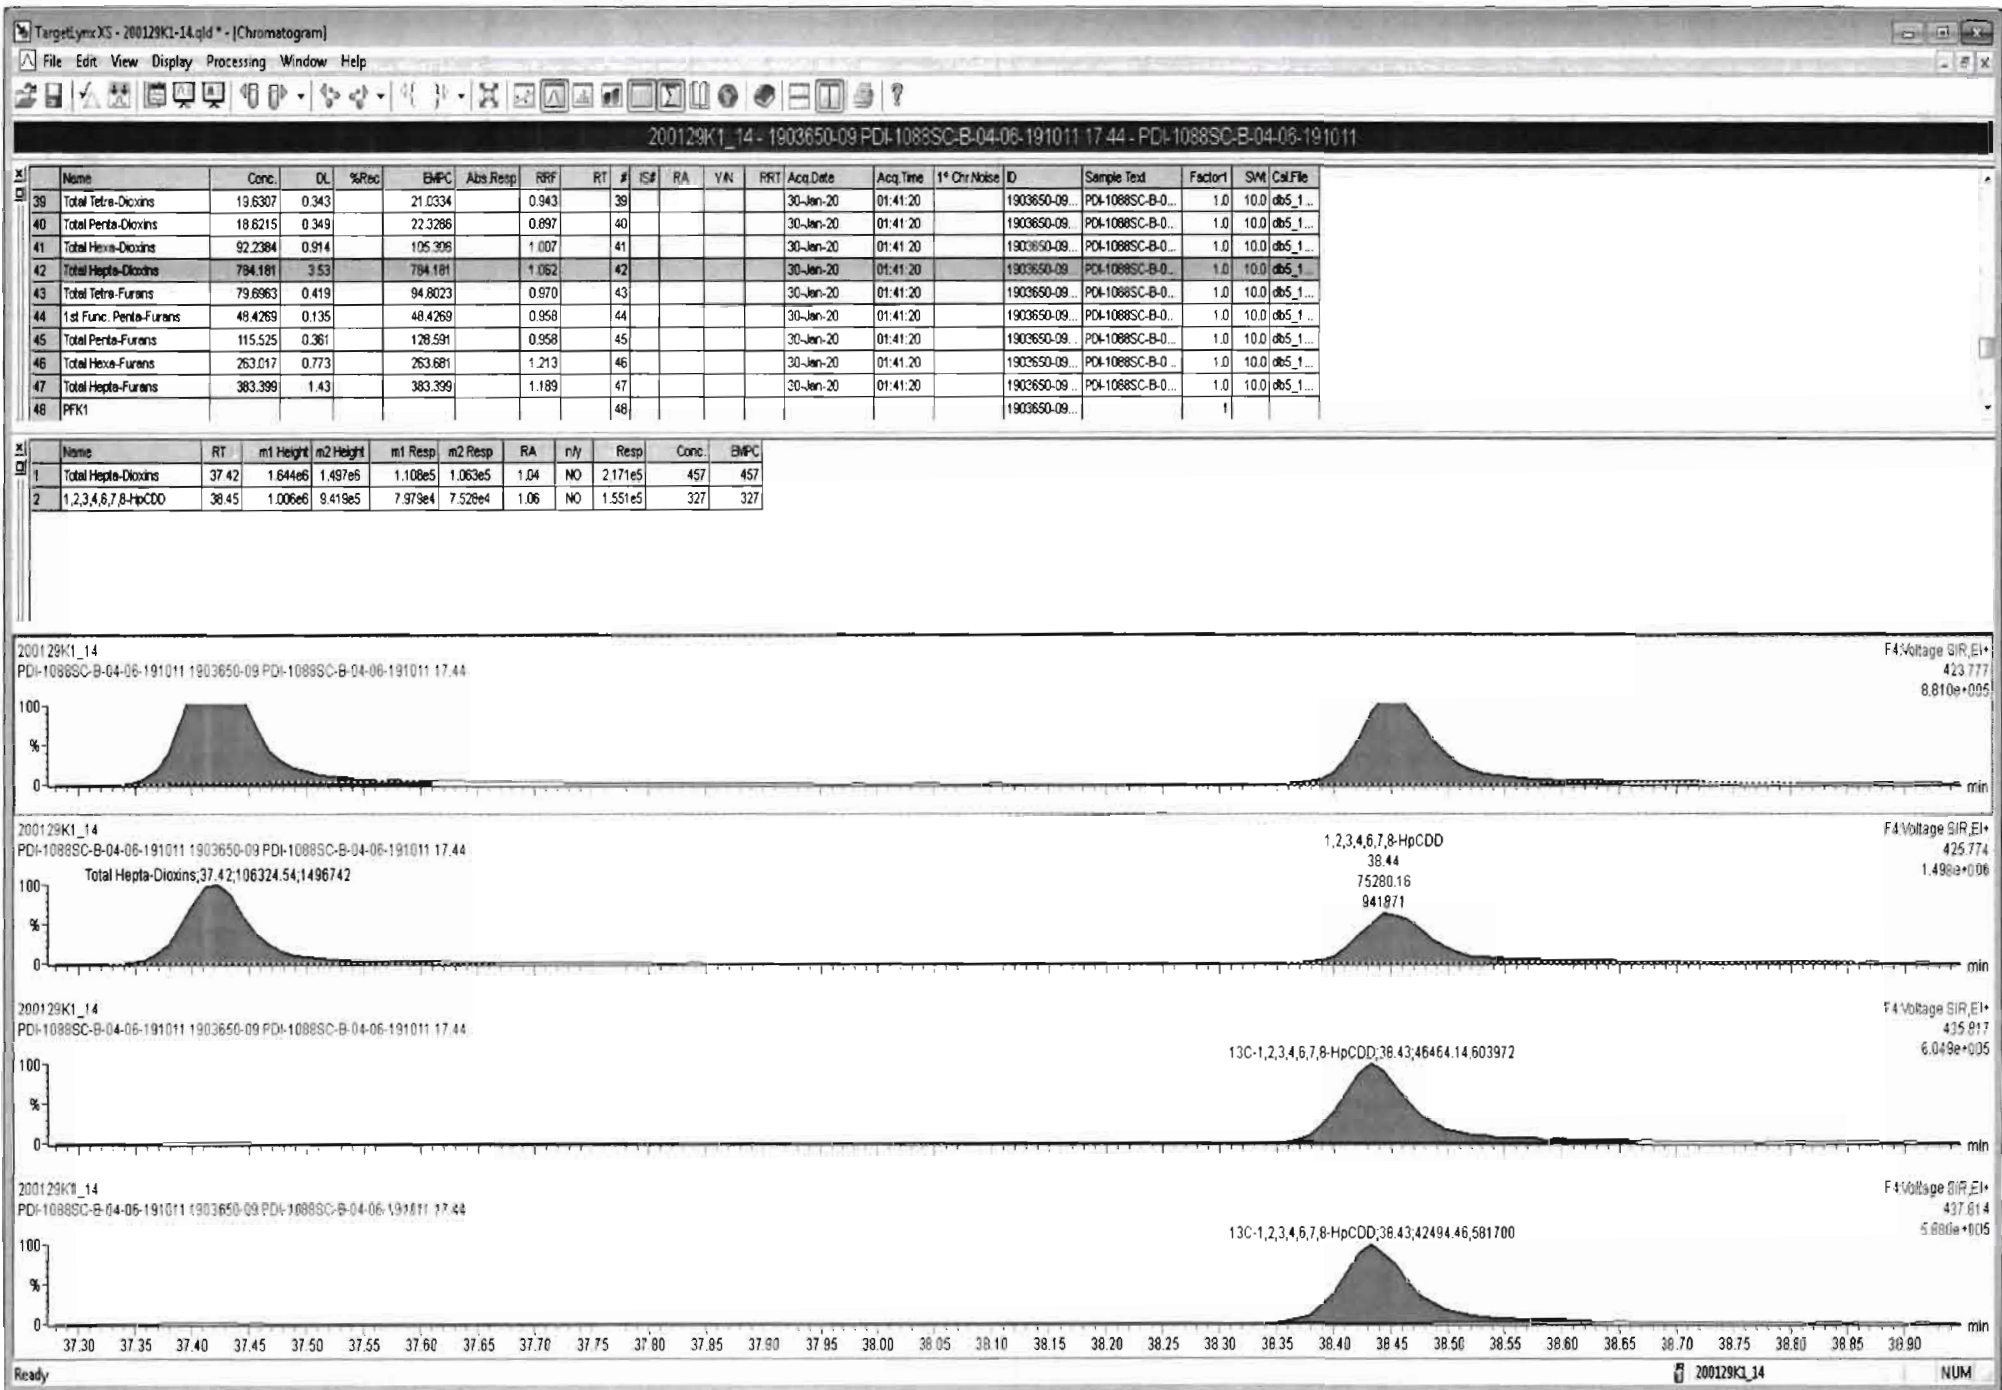 TargetLynx XS - 200129K1-14.qld * - [Chromatogram]
File Edit View Display Processing Window Help
200129K1_14 - 1903650-09 PDI-1088SC-B-04-06-191011 17.44 - PDI-1088SC-B-04-06-191011
Name Conc. DL %Rec EMPC Abs.Resp RRF RT # IS# RA Y/N RRT Acq.Date Acq.Time 1° Chr.Noise ID Sample Text Factor1 S/W Cal.File
39 Total Tetra-Dioxins 19.6307 0.343 21.0334 0.943 39 30-Jan-20 01:41:20 1903650-09... PDI-1088SC-B-0... 1.0 10.0 db5_1...
40 Total Penta-Dioxins 18.6215 0.349 22.3286 0.897 40 30-Jan-20 01:41:20 1903650-09... PDI-1088SC-B-0... 1.0 10.0 db5_1...
41 Total Hexa-Dioxins 92.2384 0.914 105.306 1.007 41 30-Jan-20 01:41:20 1903650-09... PDI-1088SC-B-0... 1.0 10.0 db5_1...
42 Total Hepta-Dioxins 784.181 3.53 784.181 1.062 42 30-Jan-20 01:41:20 1903650-09... PDI-1088SC-B-0... 1.0 10.0 db5_1...
43 Total Tetra-Furans 79.6963 0.419 94.8023 0.970 43 30-Jan-20 01:41:20 1903650-09... PDI-1088SC-B-0... 1.0 10.0 db5_1...
44 1st Func. Penta-Furans 48.4269 0.135 48.4269 0.958 44 30-Jan-20 01:41:20 1903650-09... PDI-1088SC-B-0... 1.0 10.0 db5_1...
45 Total Penta-Furans 115.525 0.361 128.591 0.958 45 30-Jan-20 01:41:20 1903650-09... PDI-1088SC-B-0... 1.0 10.0 db5_1...
46 Total Hexa-Furans 263.017 0.773 263.681 1.213 46 30-Jan-20 01:41:20 1903650-09... PDI-1088SC-B-0... 1.0 10.0 db5_1...
47 Total Hepta-Furans 383.399 1.43 383.399 1.189 47 30-Jan-20 01:41:20 1903650-09... PDI-1088SC-B-0... 1.0 10.0 db5_1...
48 PFK1 48 1903650-09... 1
Name RT m1 Height m2 Height m1 Resp m2 Resp RA n/y Resp Conc. EMPC
1 Total Hepta-Dioxins 37.42 1.644e6 1.497e6 1.108e5 1.063e5 1.04 NO 2.171e5 457 457
2 1,2,3,4,6,7,8-HpCDD 38.45 1.006e6 9.419e5 7.979e4 7.528e4 1.06 NO 1.551e5 327 327
200129K1_14
PDI-1088SC-B-04-06-191011 1903650-09 PDI-1088SC-B-04-06-191011 17.44
F4:Voltage SIR,EI+
423.777
8.810e+005
100
%
0
min
200129K1_14
PDI-1088SC-B-04-06-191011 1903650-09 PDI-1088SC-B-04-06-191011 17.44
F4:Voltage SIR,EI+
425.774
1.498e+006
Total Hepta-Dioxins;37.42;106324.54;1496742
1,2,3,4,6,7,8-HpCDD
38.44
75280.16
941871
100
%
0
min
200129K1_14
PDI-1088SC-B-04-06-191011 1903650-09 PDI-1088SC-B-04-06-191011 17.44
F4:Voltage SIR,EI+
435.817
6.049e+005
13C-1,2,3,4,6,7,8-HpCDD;38.43;46464.14;603972
100
%
0
min
200129K1_14
PDI-1088SC-B-04-06-191011 1903650-09 PDI-1088SC-B-04-06-191011 17.44
F4:Voltage SIR,EI+
437.814
5.880e+005
13C-1,2,3,4,6,7,8-HpCDD;38.43;42494.46;581700
100
%
0
min
37.30 37.35 37.40 37.45 37.50 37.55 37.60 37.65 37.70 37.75 37.80 37.85 37.90 37.95 38.00 38.05 38.10 38.15 38.20 38.25 38.30 38.35 38.40 38.45 38.50 38.55 38.60 38.65 38.70 38.75 38.80 38.85 38.90
Ready 200129K1_14 NUM